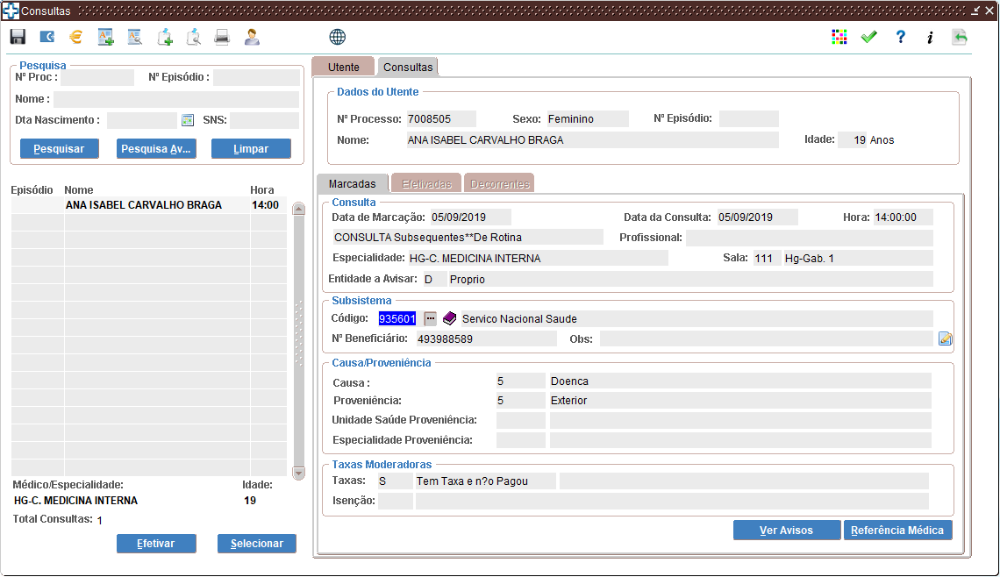 Consultas
Pesquisa
Nº Proc :
Nº Episódio :
Nome :
Dta Nascimento :
SNS:
Pesquisar
Pesquisa Av...
Limpar
Episódio Nome Hora
ANA ISABEL CARVALHO BRAGA 14:00
Médico/Especialidade: Idade:
HG-C. MEDICINA INTERNA 19
Total Consultas: 1
Efetivar
Selecionar
Utente
Consultas
Dados do Utente
Nº Processo: 7008505 Sexo: Feminino Nº Episódio:
Nome: ANA ISABEL CARVALHO BRAGA Idade: 19 Anos
Marcadas
Efetivadas
Decorrentes
Consulta
Data de Marcação: 05/09/2019 Data da Consulta: 05/09/2019 Hora: 14:00:00
CONSULTA Subsequentes**De Rotina Profissional:
Especialidade: HG-C. MEDICINA INTERNA Sala: 111 Hg-Gab. 1
Entidade a Avisar: D Proprio
Subsistema
Código: 935601 ... Servico Nacional Saude
Nº Beneficiário: 493988589 Obs:
Causa/Proveniência
Causa : 5 Doenca
Proveniência: 5 Exterior
Unidade Saúde Proveniência:
Especialidade Proveniência:
Taxas Moderadoras
Taxas: S Tem Taxa e n?o Pagou
Isenção:
Ver Avisos
Referência Médica